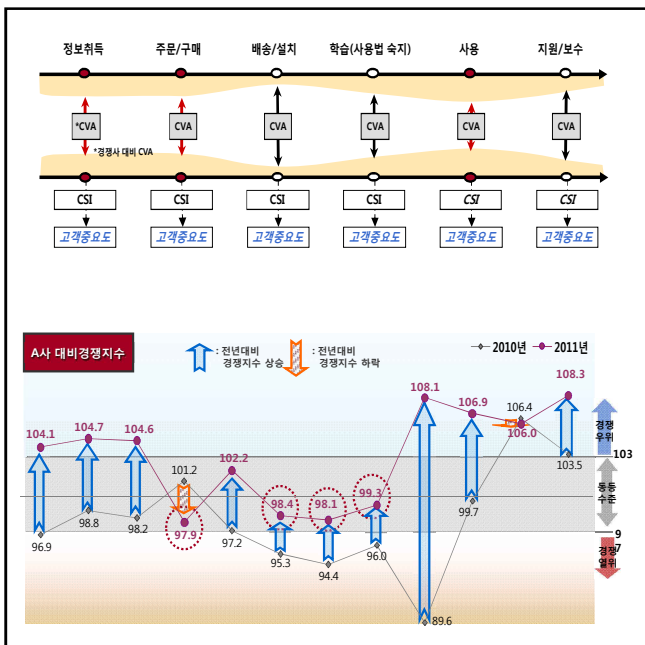 정보취득 주문/구매 배송/설치 학습(사용법 숙지) 사용 지원/보수
*CVA CVA CVA CVA CVA CVA
*경쟁사 대비 CVA
CSI CSI CSI CSI CSI CSI
고객중요도 고객중요도 고객중요도 고객중요도 고객중요도 고객중요도
A사 대비경쟁지수
: 전년대비
경쟁지수 상승
전년대비
경쟁지수 하락
2010년 2011년
104.1 104.7 104.6 97.9 102.2 98.4 98.1 99.3 108.1 106.9 106.0 108.3
96.9 98.8 98.2 101.2 97.2 95.3 94.4 96.0 89.6 99.7 106.4 103.5
경쟁
우위
103
동등
수준
9
7
경쟁
열위